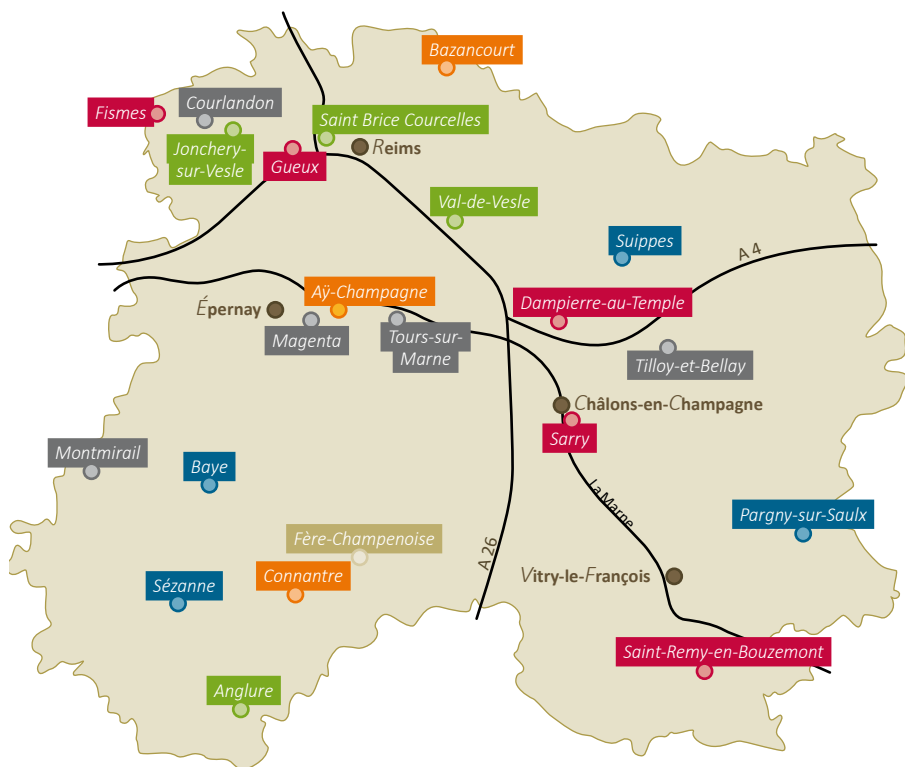 Bazancourt
Courlandon
Fismes
Saint Brice Courcelles
Jonchery-
sur-Vesle
Reims
Gueux
Val-de-Vesle
Suippes
A 4
Aÿ-Champagne
Dampierre-au-Temple
Épernay
Magenta
Tours-sur-
Marne
Tilloy-et-Bellay
Châlons-en-Champagne
Sarry
Montmirail
Baye
La Marne
Pargny-sur-Saulx
Fère-Champenoise
A 26
Connantre
Vitry-le-François
Sézanne
Saint-Remy-en-Bouzemont
Anglure